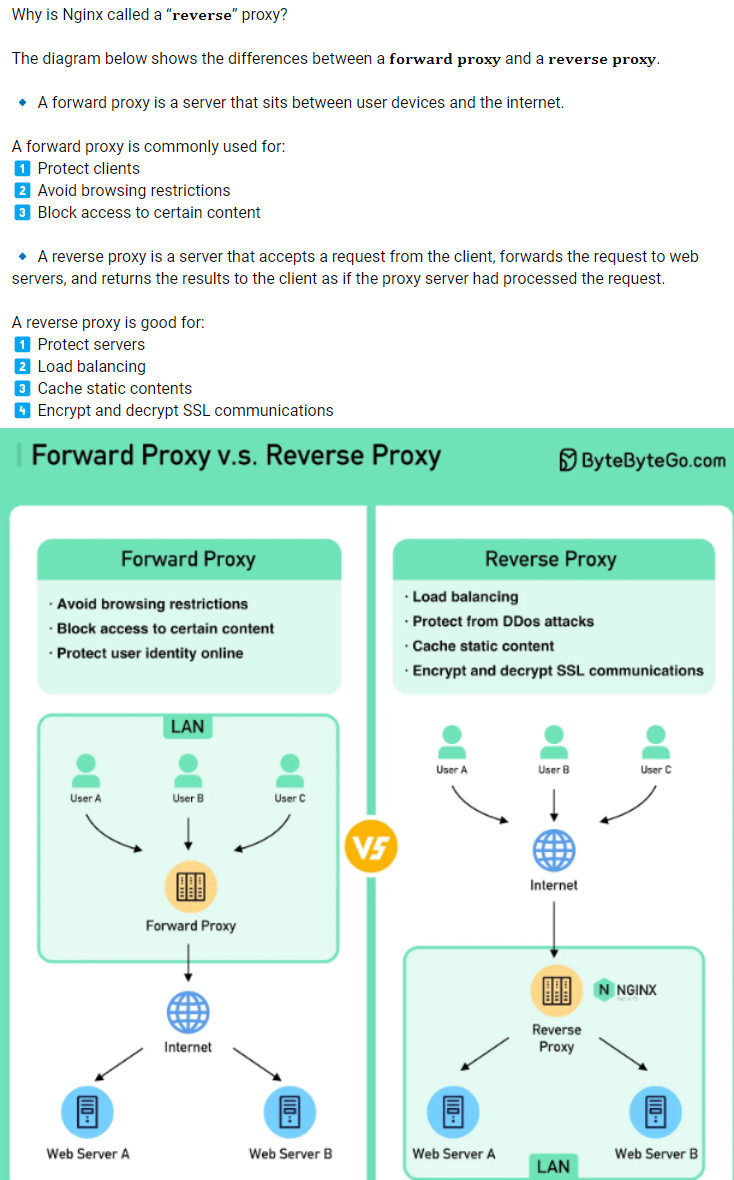 Why is Nginx called a “reverse” proxy?
The diagram below shows the differences between a forward proxy and a reverse proxy.
🔹 A forward proxy is a server that sits between user devices and the internet.
A forward proxy is commonly used for:
1️⃣ Protect clients
2️⃣ Avoid browsing restrictions
3️⃣ Block access to certain content
🔹 A reverse proxy is a server that accepts a request from the client, forwards the request to web
servers, and returns the results to the client as if the proxy server had processed the request.
A reverse proxy is good for:
1️⃣ Protect servers
2️⃣ Load balancing
3️⃣ Cache static contents
4️⃣ Encrypt and decrypt SSL communications
Forward Proxy v.s. Reverse Proxy
ByteByteGo.com
Forward Proxy
· Avoid browsing restrictions
· Block access to certain content
· Protect user identity online
LAN
User A
User B
User C
Forward Proxy
Internet
Web Server A
Web Server B
VS
Reverse Proxy
· Load balancing
· Protect from DDos attacks
· Cache static content
· Encrypt and decrypt SSL communications
User A
User B
User C
Internet
N NGINX
Reverse
Proxy
Web Server A
Web Server B
LAN